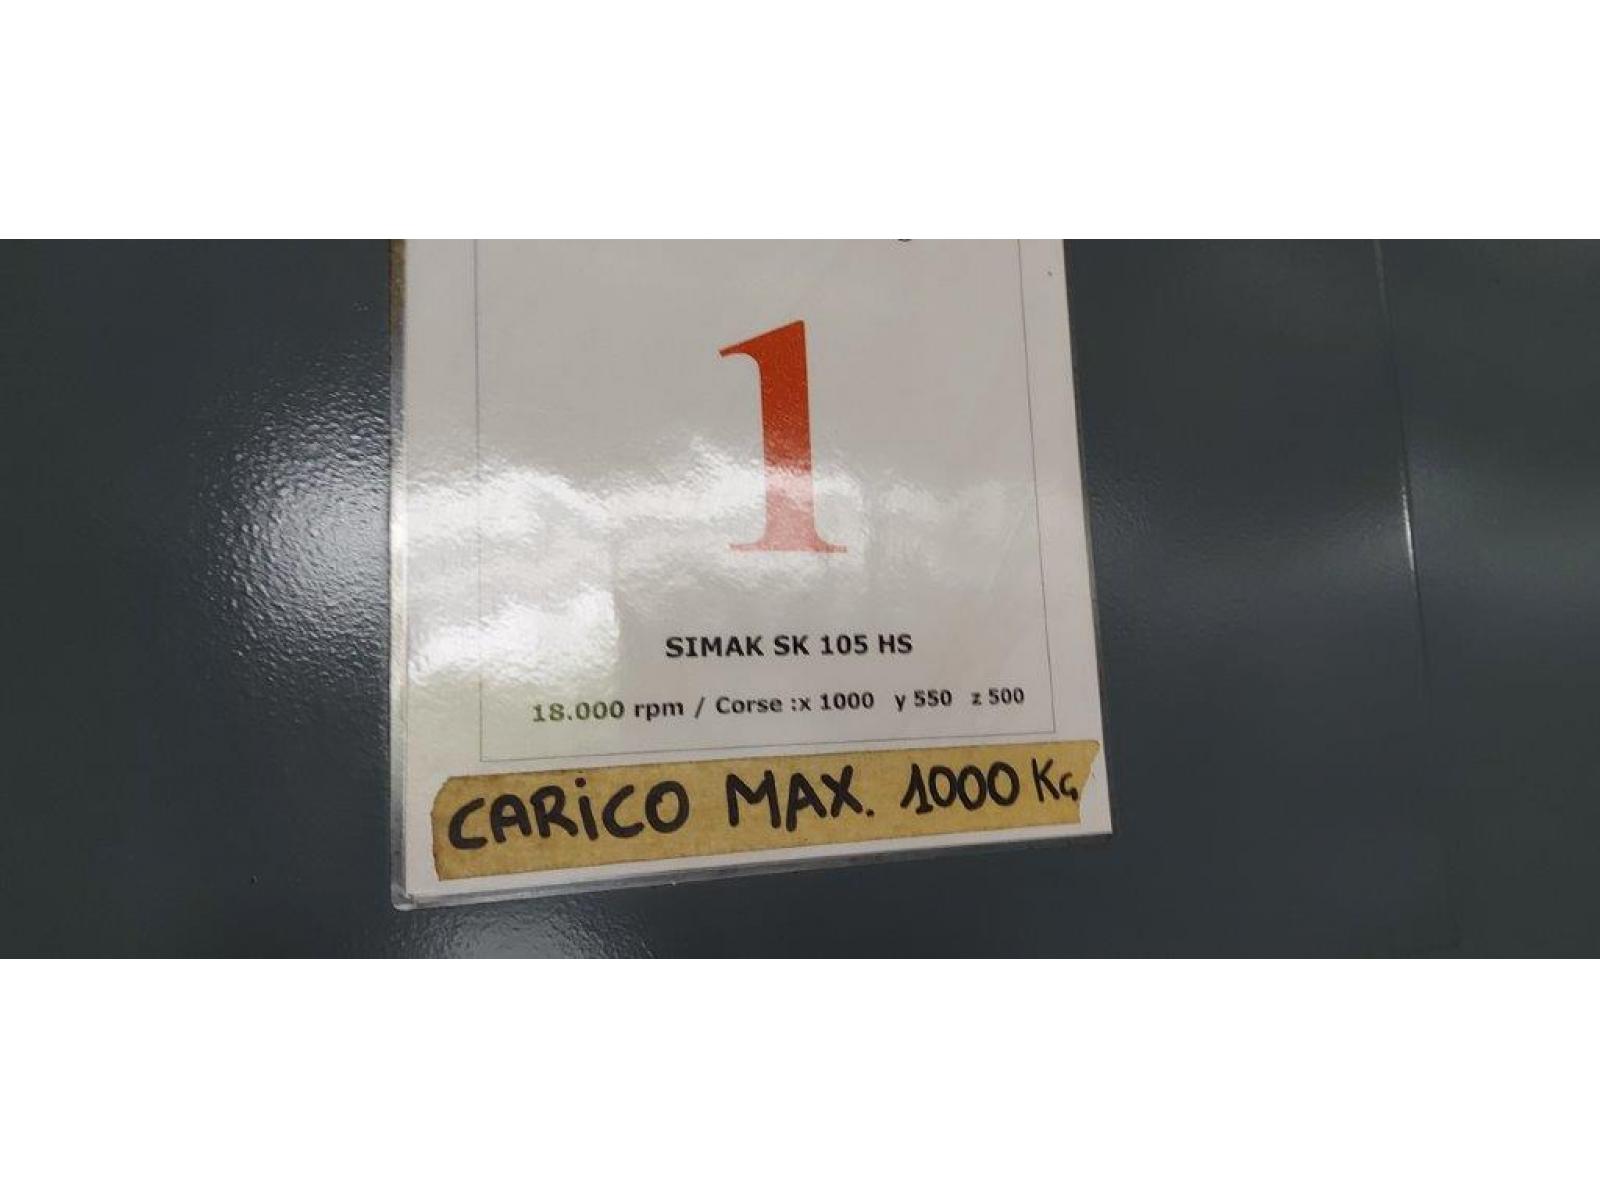 1
SIMAK SK 105 HS
18.000 rpm / Corse :x 1000 y 550 z 500
CARiCO MAX. 1000 KG